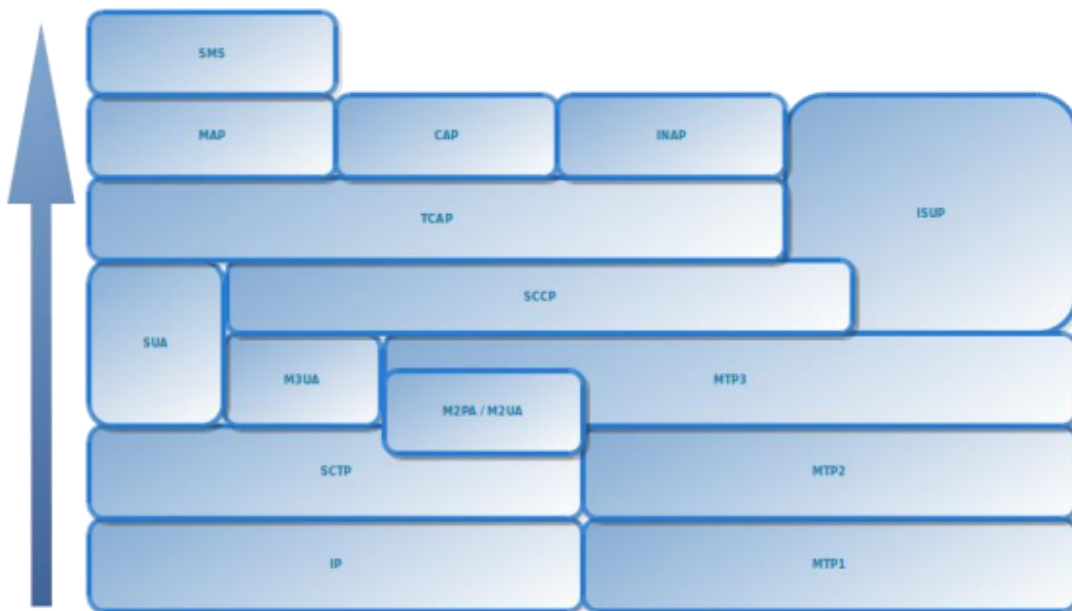 SMS
MAP
CAP
INAP
ISUP
TCAP
SCCP
SUA
M3UA
MTP3
M2PA / M2UA
SCTP
MTP2
IP
MTP1